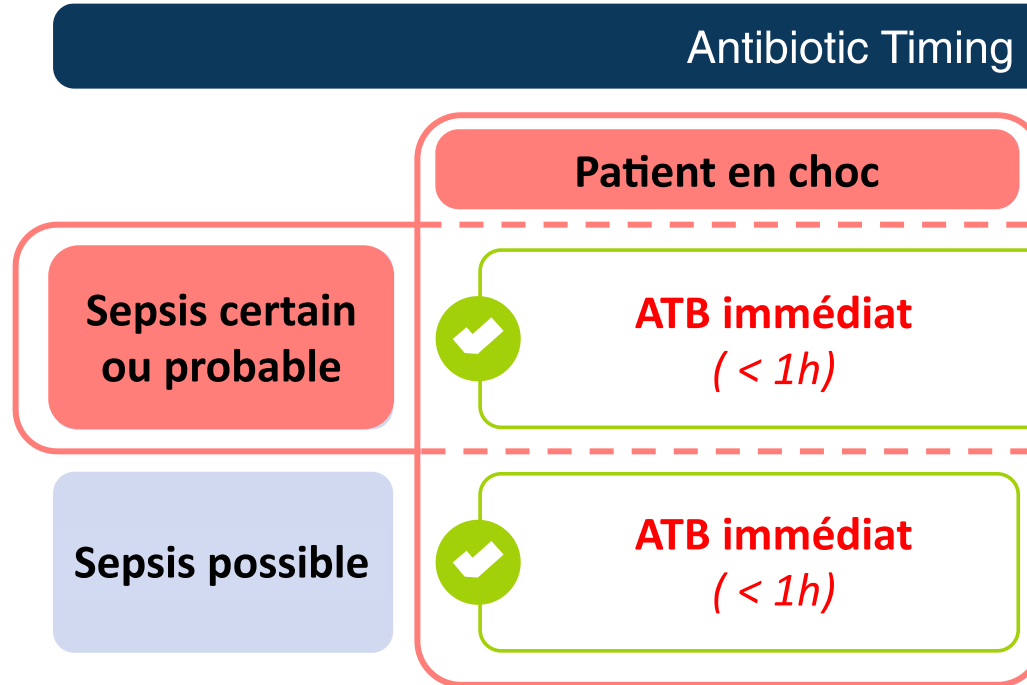 Antibiotic Timing
Patient en choc
Sepsis certain
ou probable
ATB immédiat
( < 1h)
Sepsis possible
ATB immédiat
( < 1h)